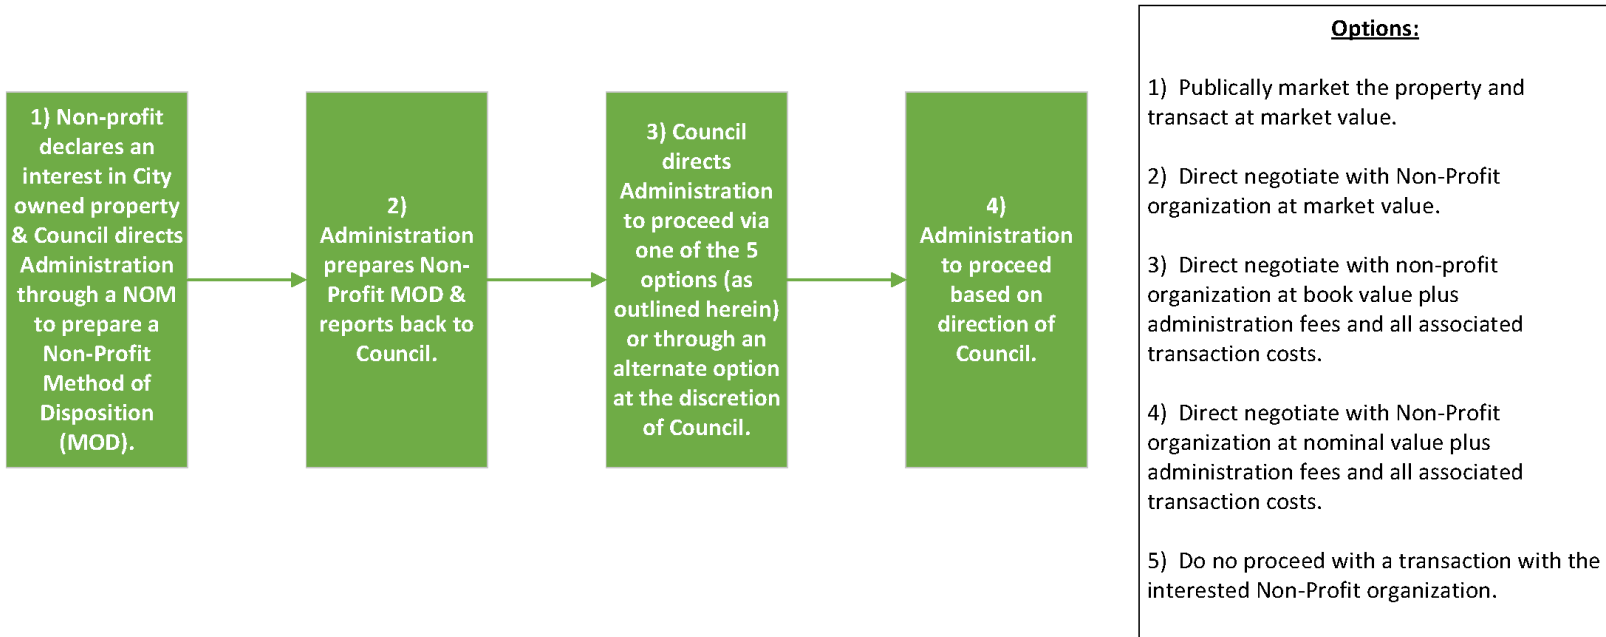 1) Non-profit
declares an
interest in City
owned property
& Council directs
Administration
through a NOM
to prepare a
Non-Profit
Method of
Disposition
(MOD).
2)
Administration
prepares Non-
Profit MOD &
reports back to
Council.
3) Council
directs
Administration
to proceed via
one of the 5
options (as
outlined herein)
or through an
alternate option
at the discretion
of Council.
4)
Administration
to proceed
based on
direction of
Council.
Options:
1) Publically market the property and
transact at market value.
2) Direct negotiate with Non-Profit
organization at market value.
3) Direct negotiate with non-profit
organization at book value plus
administration fees and all associated
transaction costs.
4) Direct negotiate with Non-Profit
organization at nominal value plus
administration fees and all associated
transaction costs.
5) Do no proceed with a transaction with the
interested Non-Profit organization.